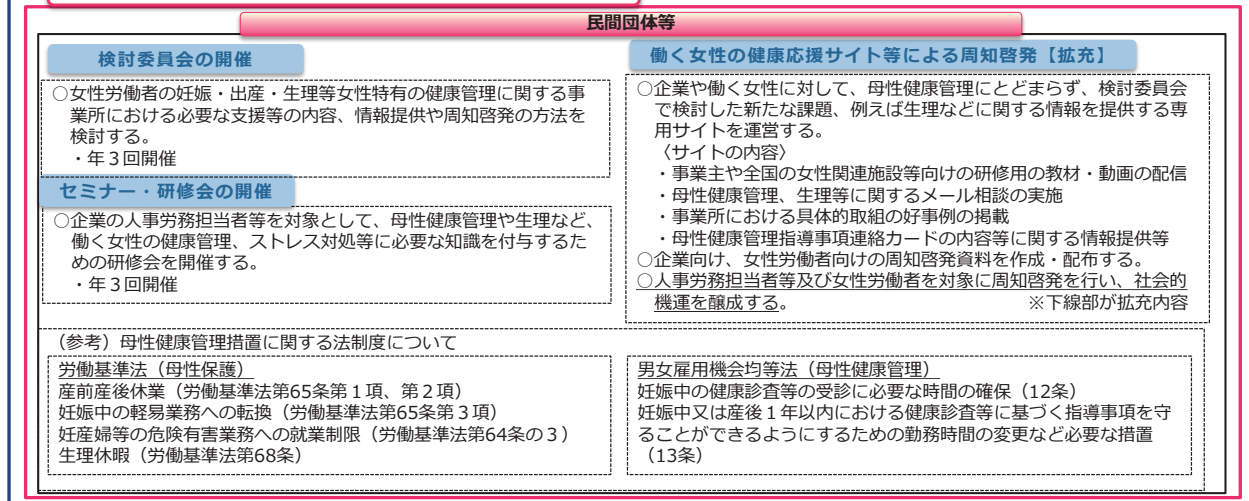 民間団体等
検討委員会の開催
○女性労働者の妊娠・出産・生理等女性特有の健康管理に関する事
業所における必要な支援等の内容、情報提供や周知啓発の方法を
検討する。
・年３回開催
セミナー・研修会の開催
○企業の人事労務担当者等を対象として、母性健康管理や生理など、
働く女性の健康管理、ストレス対処等に必要な知識を付与するた
めの研修会を開催する。
・年３回開催
働く女性の健康応援サイト等による周知啓発【拡充】
○企業や働く女性に対して、母性健康管理にとどまらず、検討委員会
で検討した新たな課題、例えば生理などに関する情報を提供する専
用サイトを運営する。
〈サイトの内容〉
・事業主や全国の女性関連施設等向けの研修用の教材・動画の配信
・母性健康管理、生理等に関するメール相談の実施
・事業所における具体的取組の好事例の掲載
・母性健康管理指導事項連絡カードの内容等に関する情報提供等
○企業向け、女性労働者向けの周知啓発資料を作成・配布する。
○人事労務担当者等及び女性労働者を対象に周知啓発を行い、社会的
機運を醸成する。 ※下線部が拡充内容
（参考）母性健康管理措置に関する法制度について
労働基準法（母性保護）
産前産後休業（労働基準法第65条第１項、第２項）
妊娠中の軽易業務への転換（労働基準法第65条第３項）
妊産婦等の危険有害業務への就業制限（労働基準法第64条の３）
生理休暇（労働基準法第68条）
男女雇用機会均等法（母性健康管理）
妊娠中の健康診査等の受診に必要な時間の確保（12条）
妊娠中又は産後１年以内における健康診査等に基づく指導事項を守
ることができるようにするための勤務時間の変更など必要な措置
（13条）